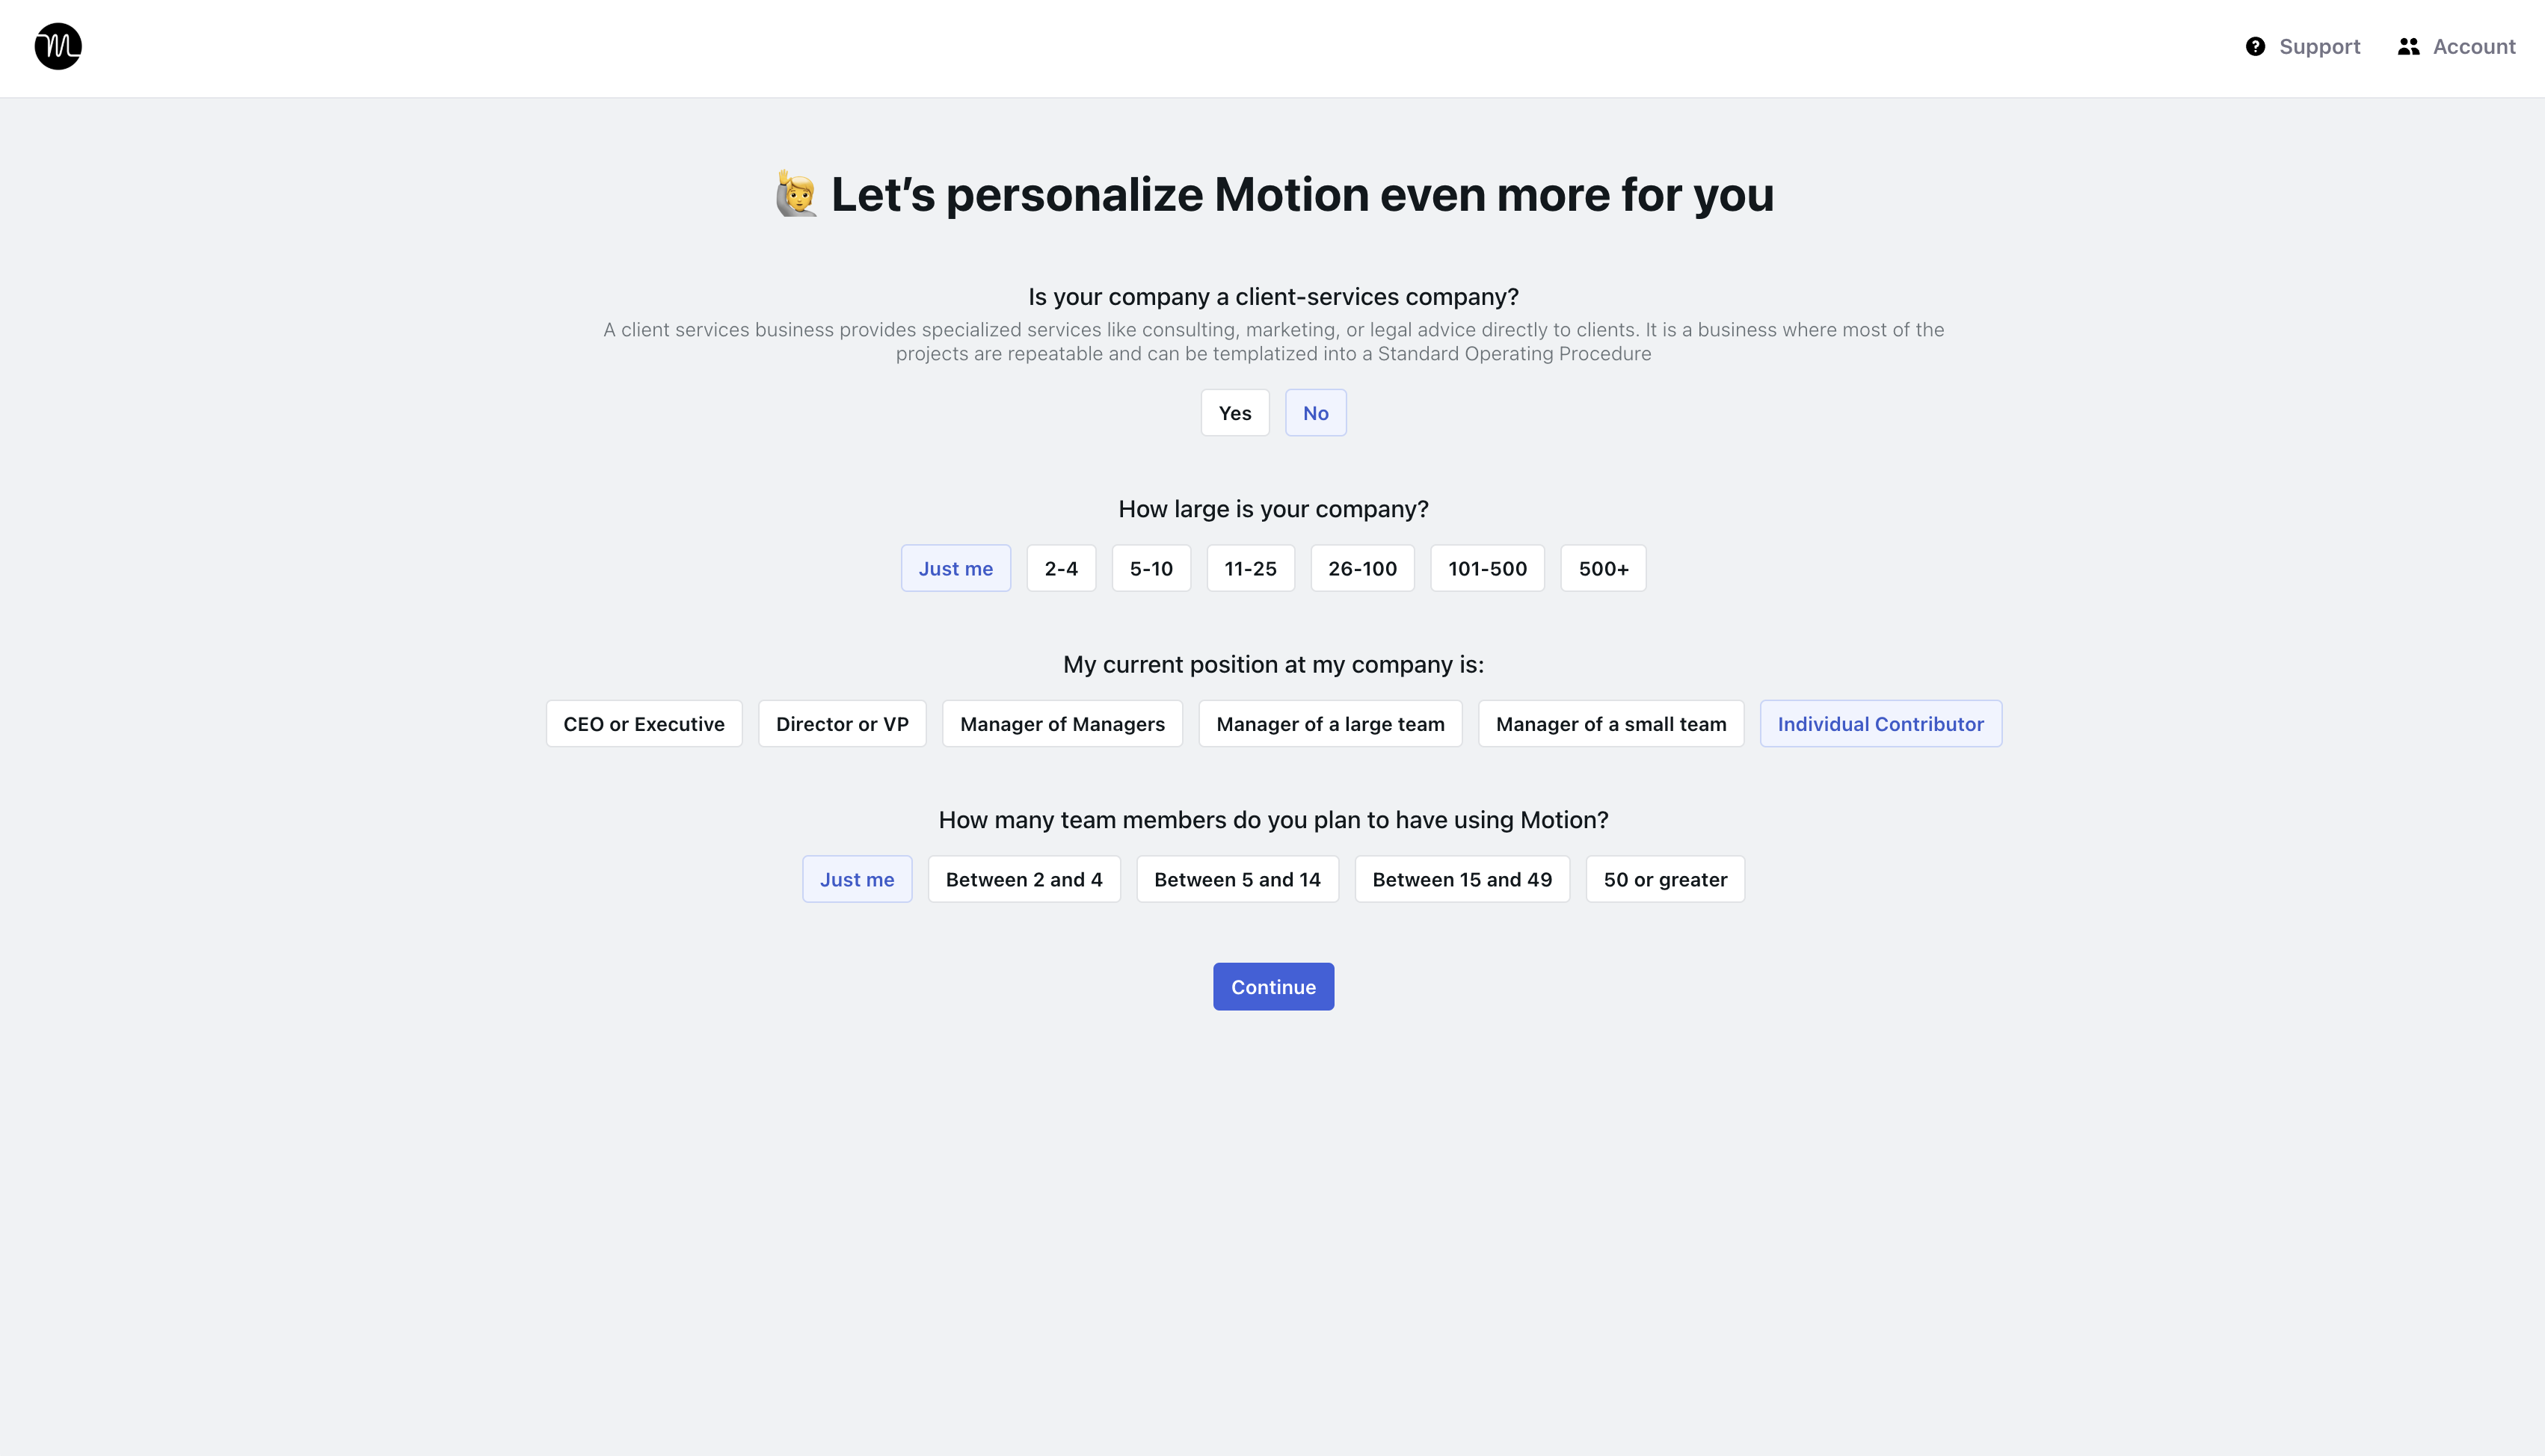 Support Account
🙋 Let's personalize Motion even more for you
Is your company a client-services company?
A client services business provides specialized services like consulting, marketing, or legal advice directly to clients. It is a business where most of the
projects are repeatable and can be templatized into a Standard Operating Procedure
Yes No
How large is your company?
Just me 2-4 5-10 11-25 26-100 101-500 500+
My current position at my company is:
CEO or Executive Director or VP Manager of Managers Manager of a large team Manager of a small team Individual Contributor
How many team members do you plan to have using Motion?
Just me Between 2 and 4 Between 5 and 14 Between 15 and 49 50 or greater
Continue